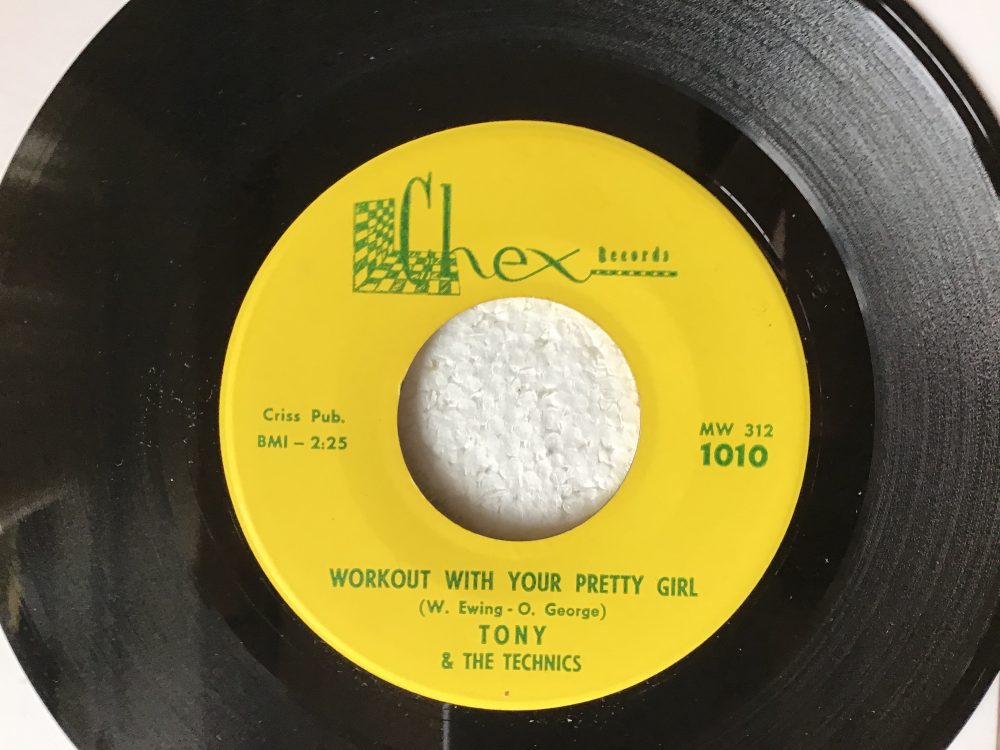 Chex Records
Criss Pub.
BMI – 2:25
MW 312
1010
WORKOUT WITH YOUR PRETTY GIRL
(W. Ewing - O. George)
TONY
& THE TECHNICS